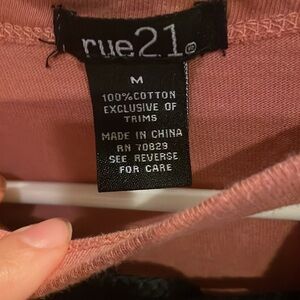 rue21.
M
100%COTTON
EXCLUSIVE OF
TRIMS
MADE IN CHINA
RN 70829
SEE REVERSE
FOR CARE